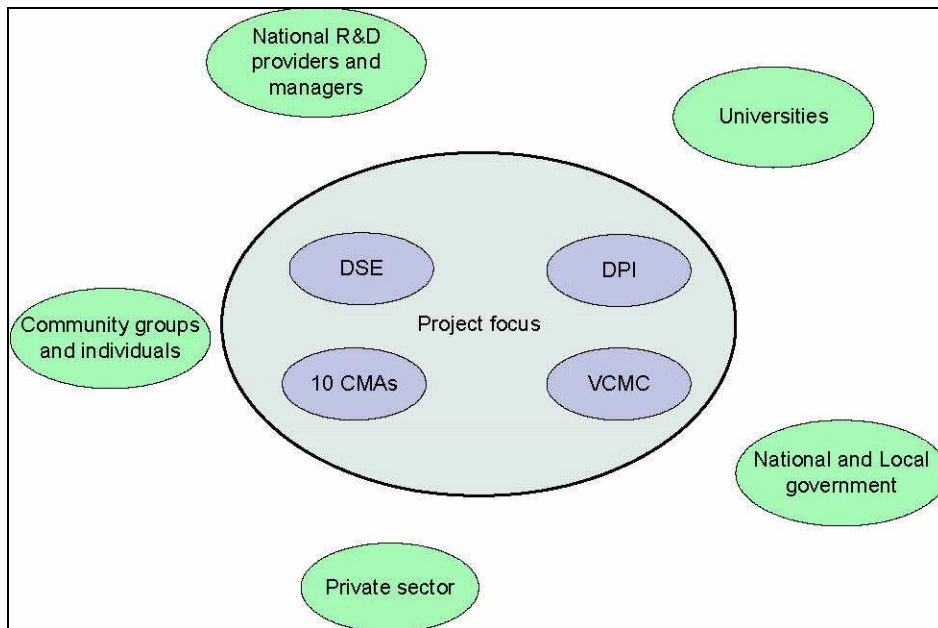 National R&D
providers and
managers
Universities
DSE
DPI
Project focus
Community groups
and individuals
10 CMAs
VCMC
National and Local
government
Private sector